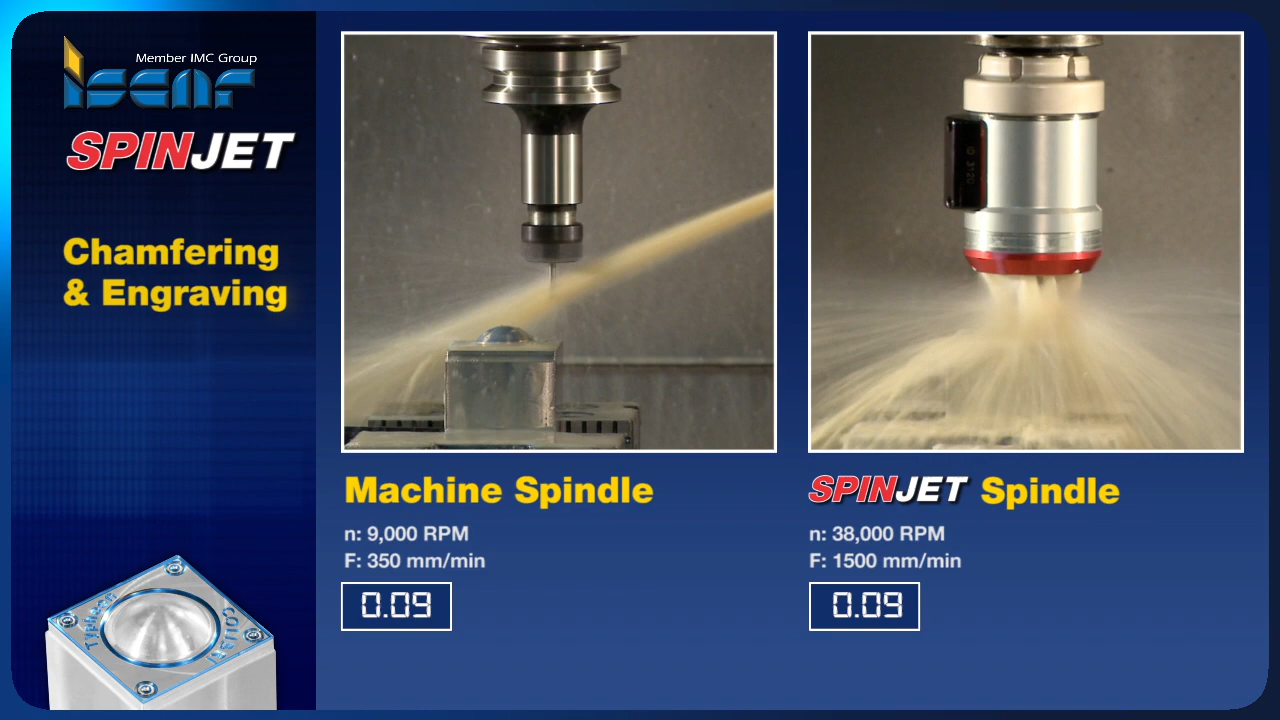 Member IMC Group
iscar
SPINJET
Chamfering
& Engraving
Machine Spindle
n: 9,000 RPM
F: 350 mm/min
0.09
SPINJET Spindle
n: 38,000 RPM
F: 1500 mm/min
0.09